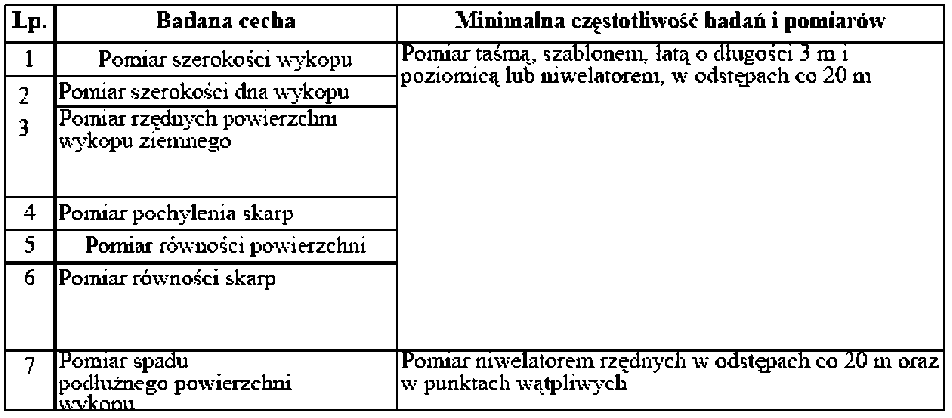 Lp. Badana cecha Minimalna częstotliwość badań i pomiarów
1 Pomiar szerokości wykopu Pomiar taśmą, szablonem, łatą o długości 3 m i
poziomicą lub niwelatorem, w odstępach co 20 m
2 Pomiar szerokości dna wykopu
3 Pomiar rzędnych powierzchni
wykopu ziemnego
4 Pomiar pochylenia skarp
5 Pomiar równości powierzchni
6 Pomiar równości skarp
7 Pomiar spadu Pomiar niwelatorem rzędnych w odstępach co 20 m oraz
podłużnego powierzchni w punktach wątpliwych
wykopu